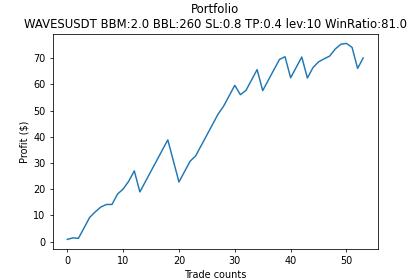 Portfolio
WAVESUSDT BBM:2.0 BBL:260 SL:0.8 TP:0.4 lev:10 WinRatio:81.0
Profit ($)
70
60
50
40
30
20
10
0
0 10 20 30 40 50
Trade counts